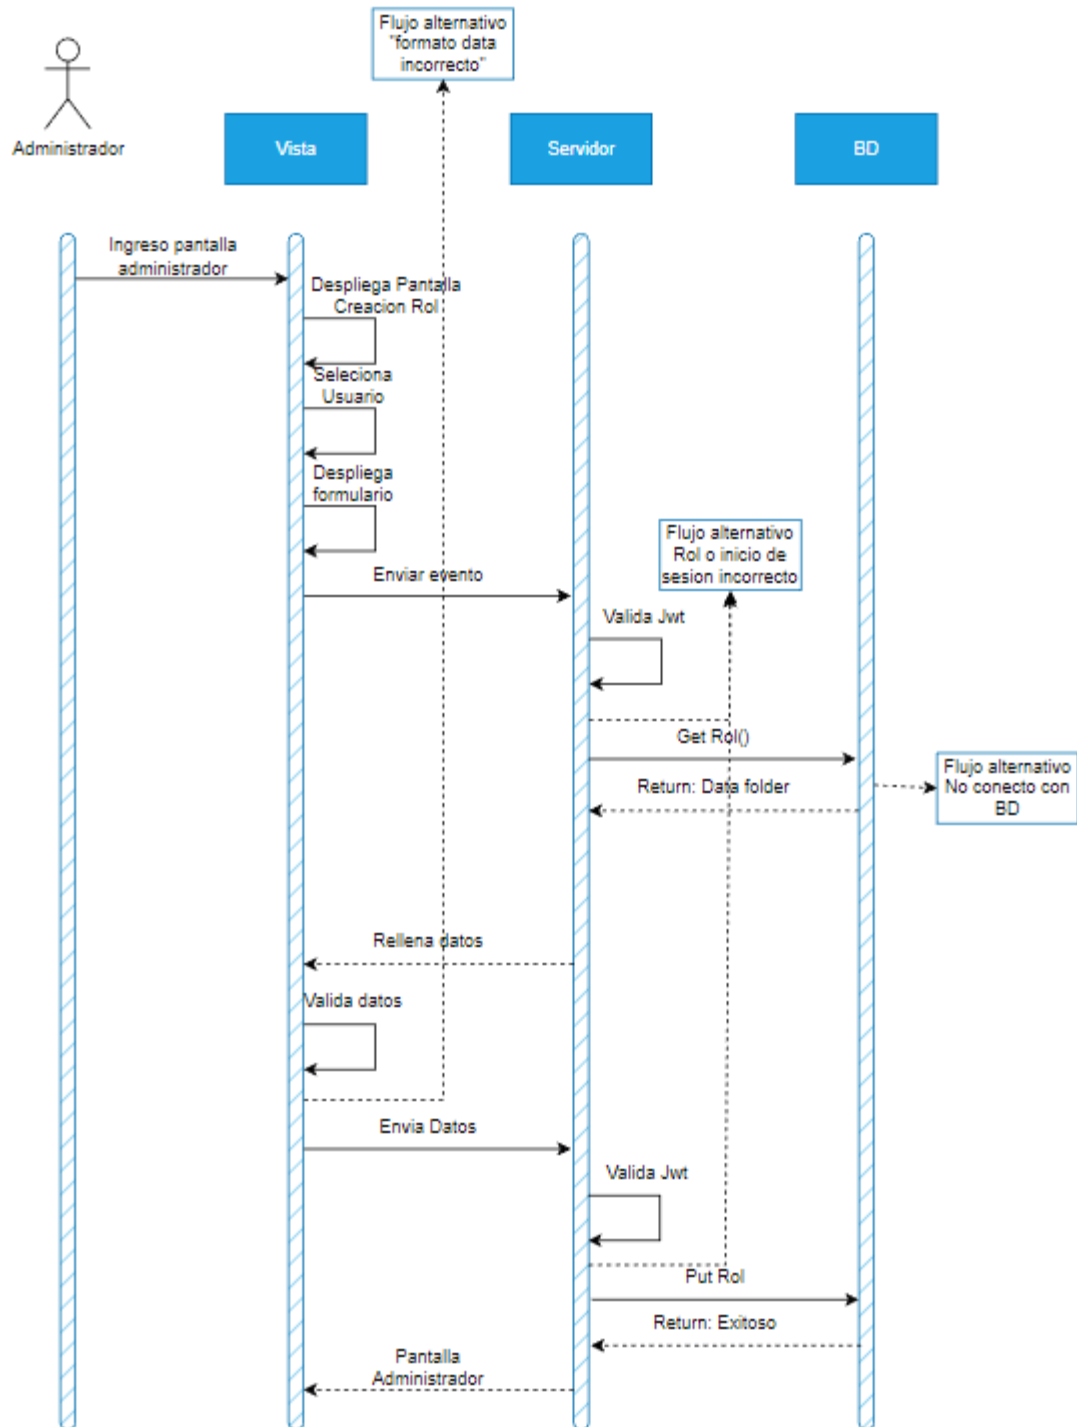 Flujo alternativo
"formato data
incorrecto"
Administrador
Vista
Servidor
BD
Ingreso pantalla
administrador
Despliega Pantalla
Creacion Rol
Seleciona
Usuario
Despliega
formulario
Enviar evento
Flujo alternativo
Rol o inicio de
sesion incorrecto
Valida Jwt
Get Rol()
Return: Data folder
Flujo alternativo
No conecto con
BD
Rellena datos
Valida datos
Envia Datos
Valida Jwt
Put Rol
Return: Exitoso
Pantalla
Administrador